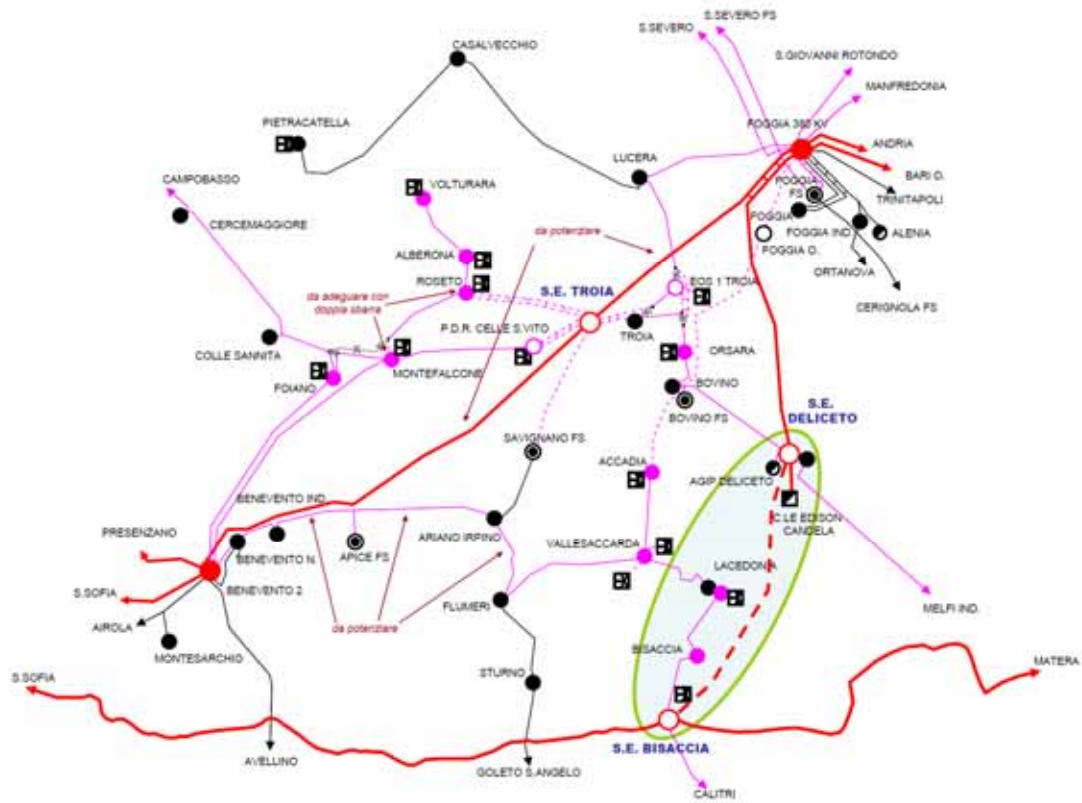 S.SEVERO FS
S.SEVERO
CASALVECCHIO
S.GIOVANNI ROTONDO
MANFREDONIA
PIETRACATELLA
FOGGIA 380 KV
ANDRIA
LUCERA
BARI O.
CAMPOBASSO
VOLTURARA
FOGGIA
FS
TRINITAPOLI
CERCEMAGGIORE
FOGGIA
FOGGIA IND.
ALENIA
da potenziare
FOGGIA O.
ALBERONA
ORTANOVA
ROSETO
S.E. TROIA
EOS 1 TROIA
da adeguare con
doppia sbarra
CERIGNOLA FS
P.D.R. CELLE S.VITO
TROIA
ORSARA
COLLE SANNITA
MONTEFALCONE
FOIANO
BOVINO
S.E.
DELICETO
BOVINO FS
SAVIGNANO FS
ACCADIA
AGIP DELICETO
BENEVENTO IND.
C.LE EDISON
CANDELA
PRESENZANO
ARIANO IRPINO
BENEVENTO N.
APICE FS
VALLESACCARDA
LACEDONIA
S.SOFIA
BENEVENTO 2
FLUMERI
MELFI IND.
AIROLA
da potenziare
MONTESARCHIO
BISACCIA
MATERA
S.SOFIA
STURNO
S.E. BISACCIA
AVELLINO
GOLETO S.ANGELO
CALITRI